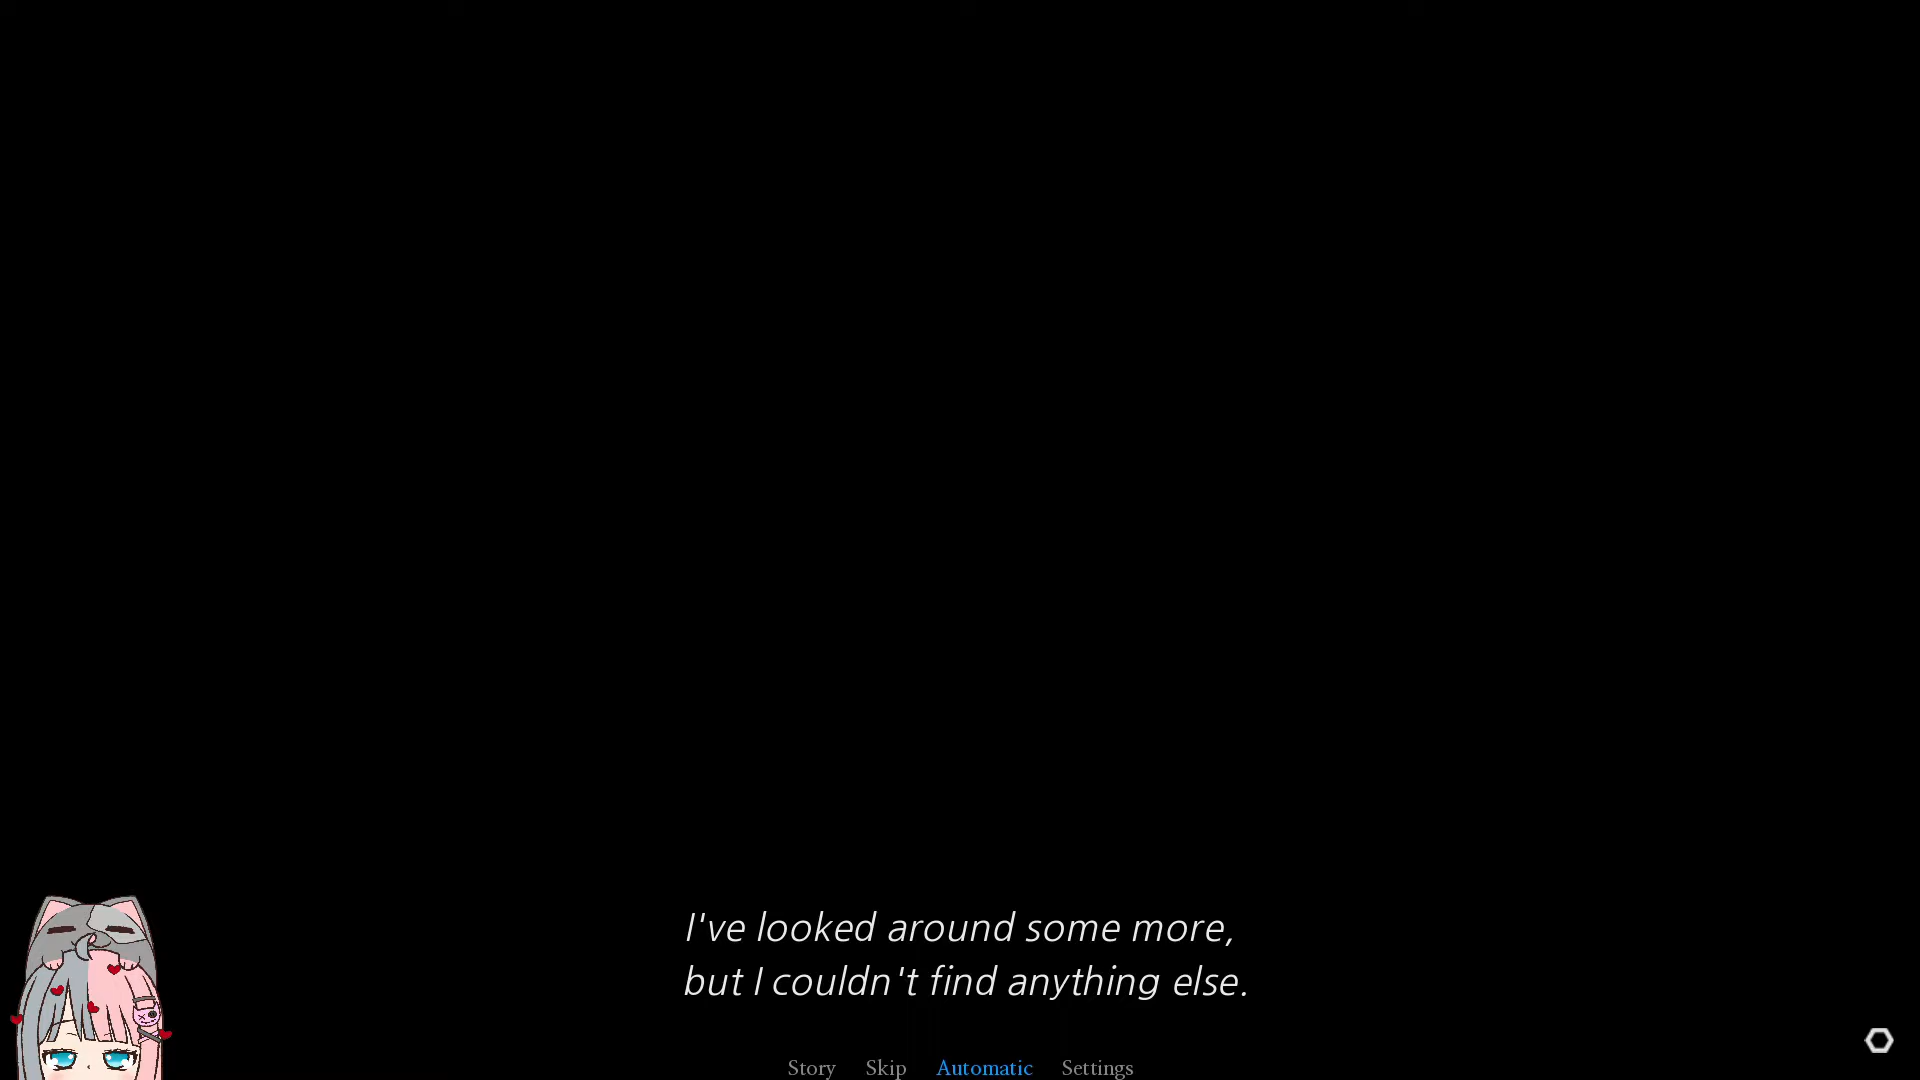 I've looked around some more,
but I couldn't find anything else.
Story Skip Automatic Settings